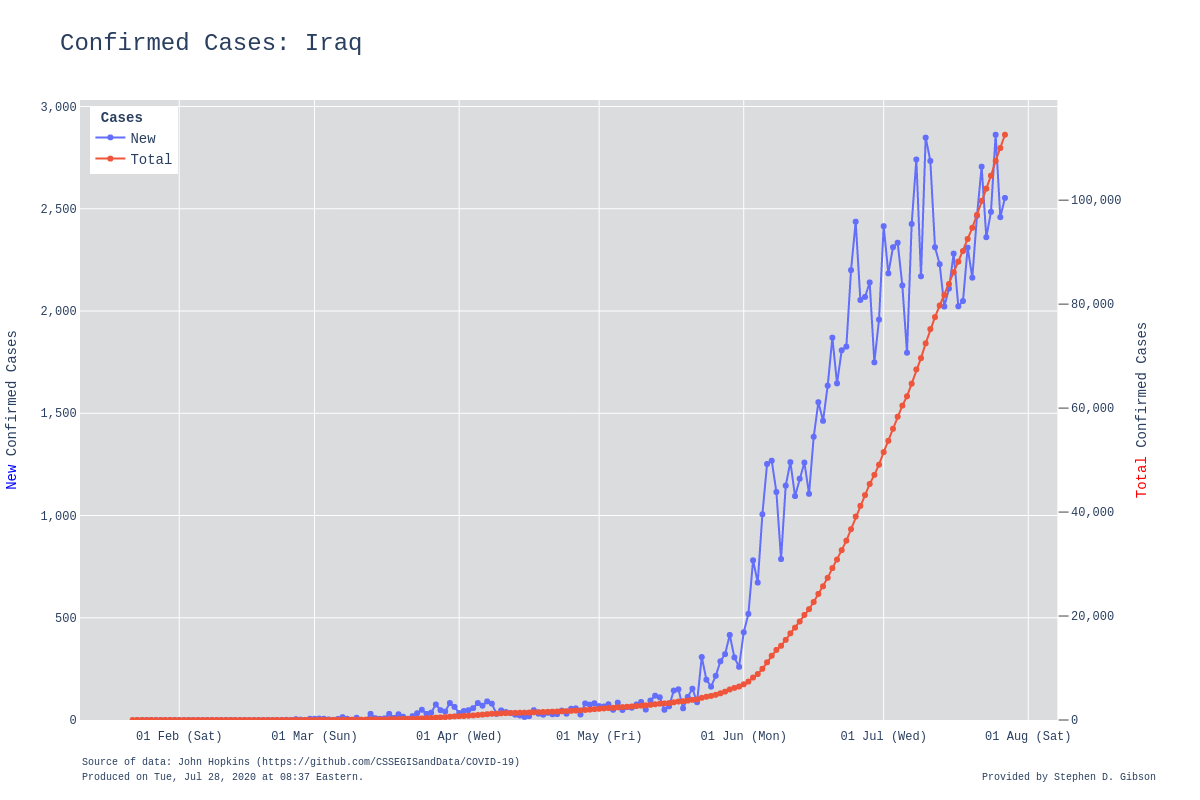 Confirmed Cases: Iraq
Cases
New
Total
3,000
2,500
2,000
1,500
1,000
500
0
New Confirmed Cases
100,000
80,000
60,000
40,000
20,000
0
Total Confirmed Cases
01 Feb (Sat)
01 Mar (Sun)
01 Apr (Wed)
01 May (Fri)
01 Jun (Mon)
01 Jul (Wed)
01 Aug (Sat)
Source of data: John Hopkins (https://github.com/CSSEGISandData/COVID-19)
Produced on Tue, Jul 28, 2020 at 08:37 Eastern.
Provided by Stephen D. Gibson